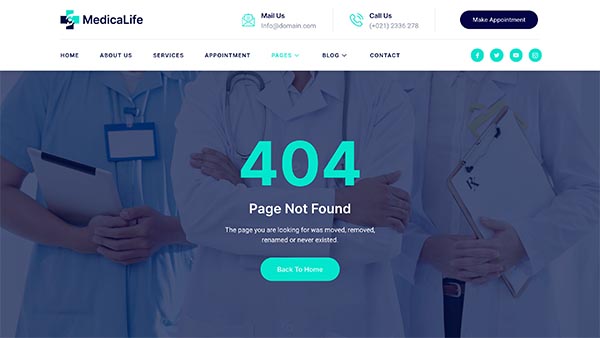 MedicaLife
Mail Us
Info@domain.com
Call Us
(+021) 2336 278
Make Appointment
HOME
ABOUT US
SERVICES
APPOINTMENT
PAGES
BLOG
CONTACT
404
Page Not Found
The page you are looking for was moved, removed,
renamed or never existed.
Back To Home